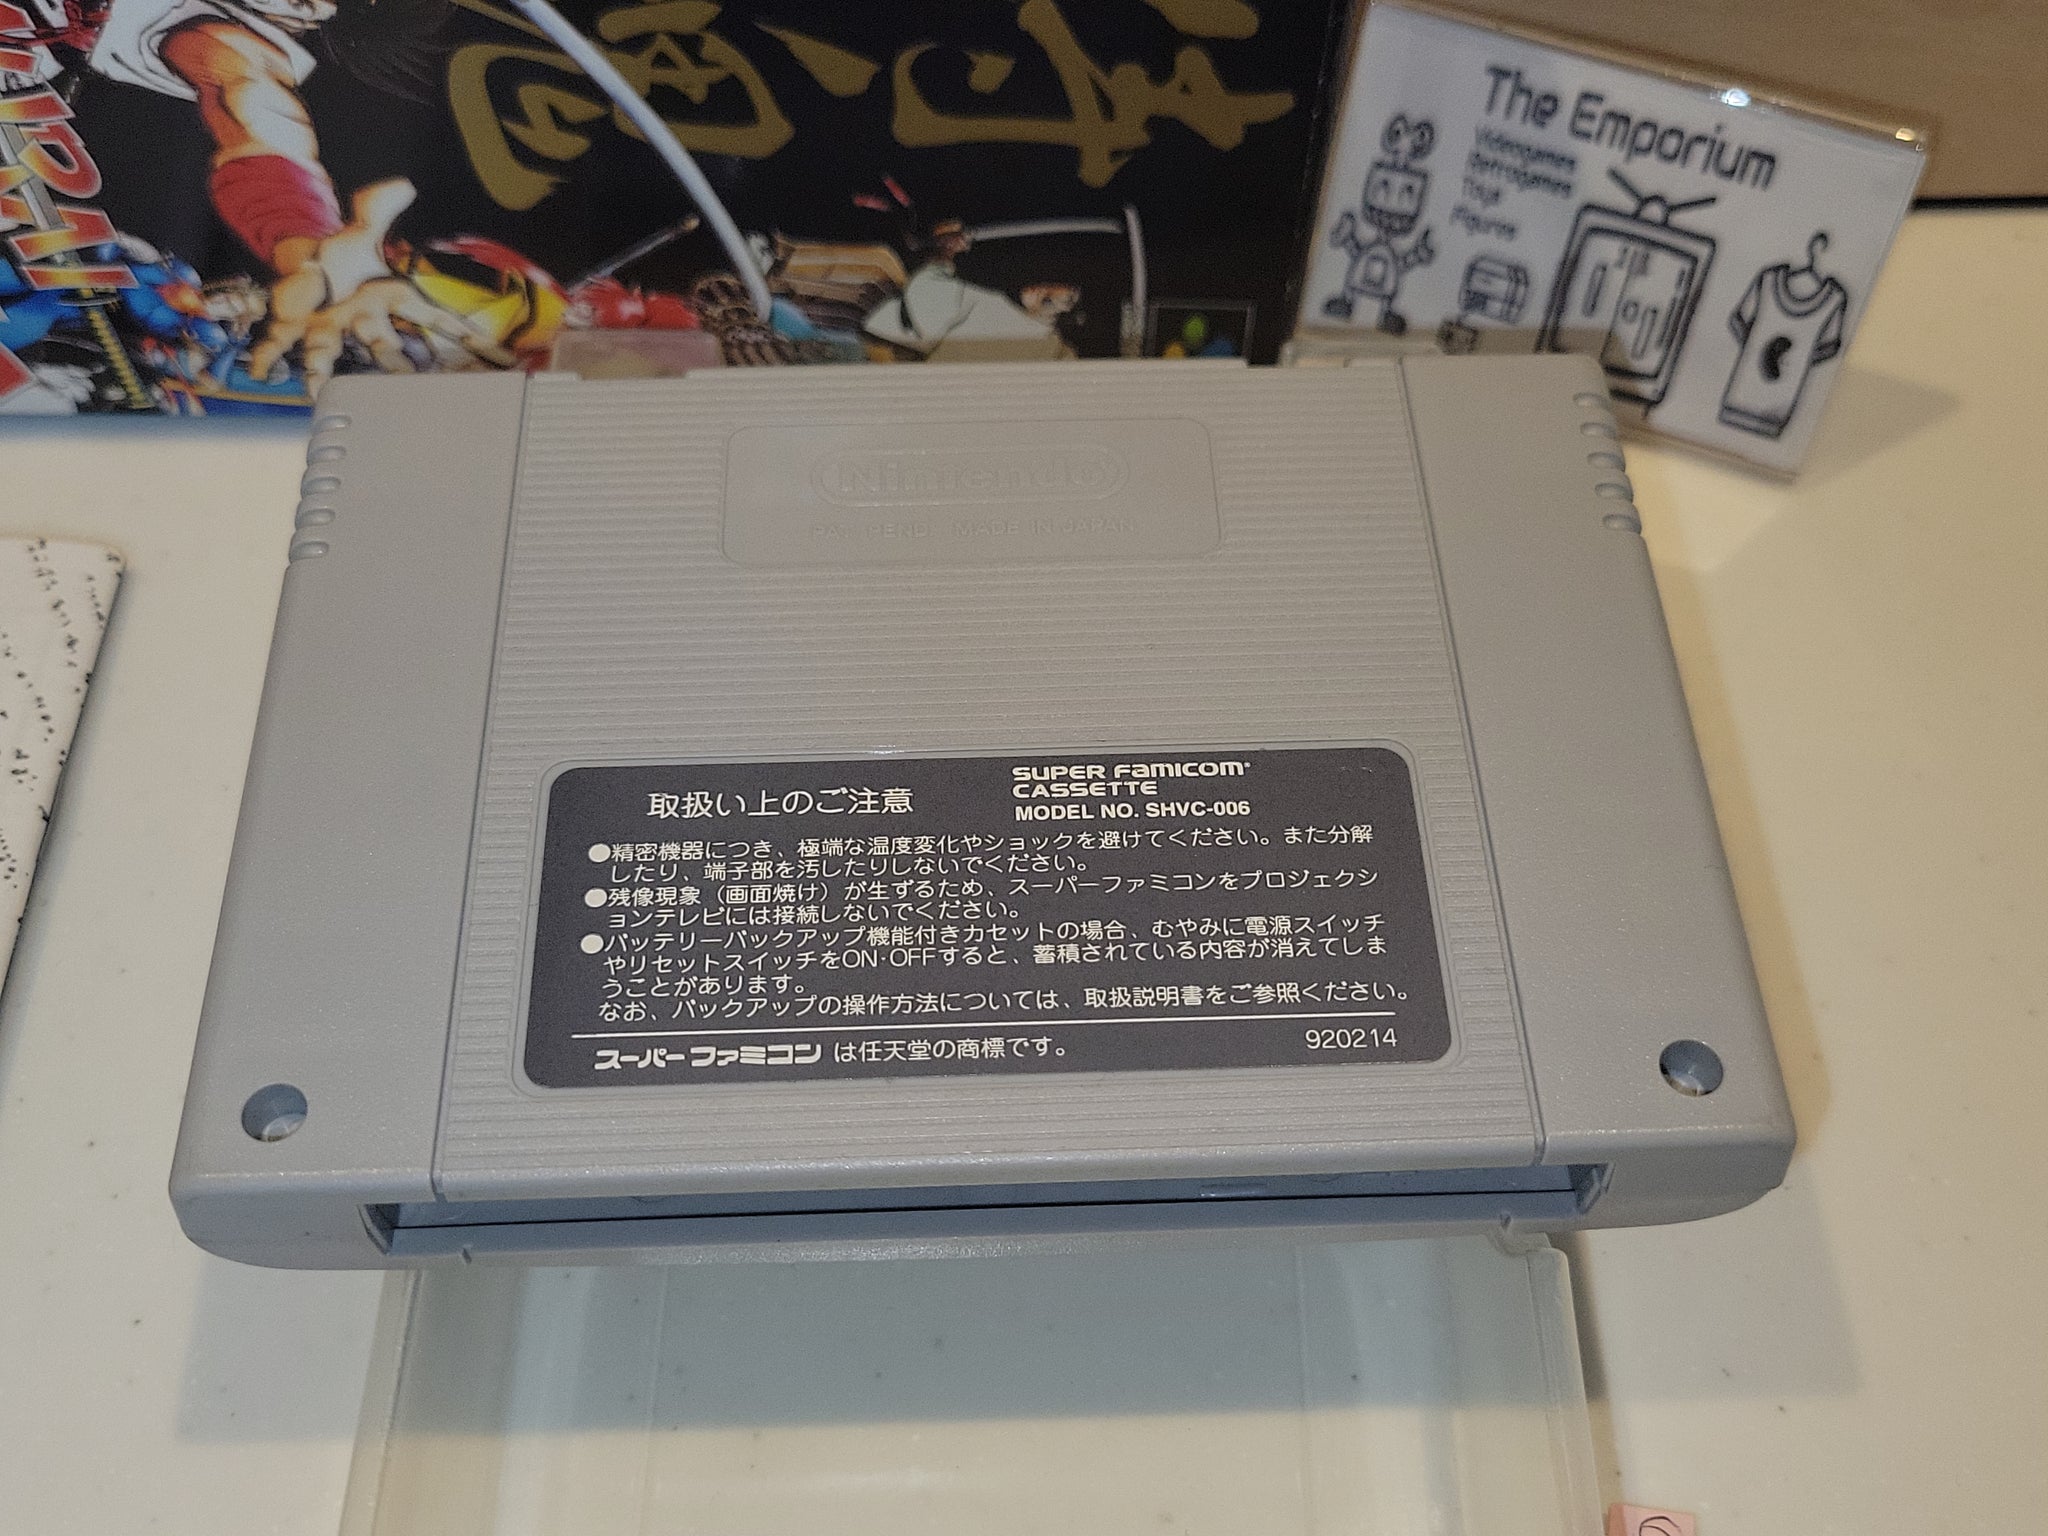 The Emporium
Videogames
Retrogames
Toys
Figures
Nintendo
PAT. PEND. MADE IN JAPAN
取扱い上のご注意
SUPER FAMICOM
CASSETTE
MODEL NO. SHVC-006
●精密機器につき、極端な温度変化やショックを避けてください。また分解
したり、端子部を汚したりしないでください。
●残像現象（画面焼け）が生ずるため、スーパーファミコンをプロジェクシ
ョンテレビには接続しないでください。
●バッテリーバックアップ機能付きカセットの場合、むやみに電源スイッチ
やリセットスイッチをON·OFFすると、蓄積されている内容が消えてしま
うことがあります。
なお、バックアップの操作方法については、取扱説明書をご参照ください。
スーパーファミコン は任天堂の商標です。
920214